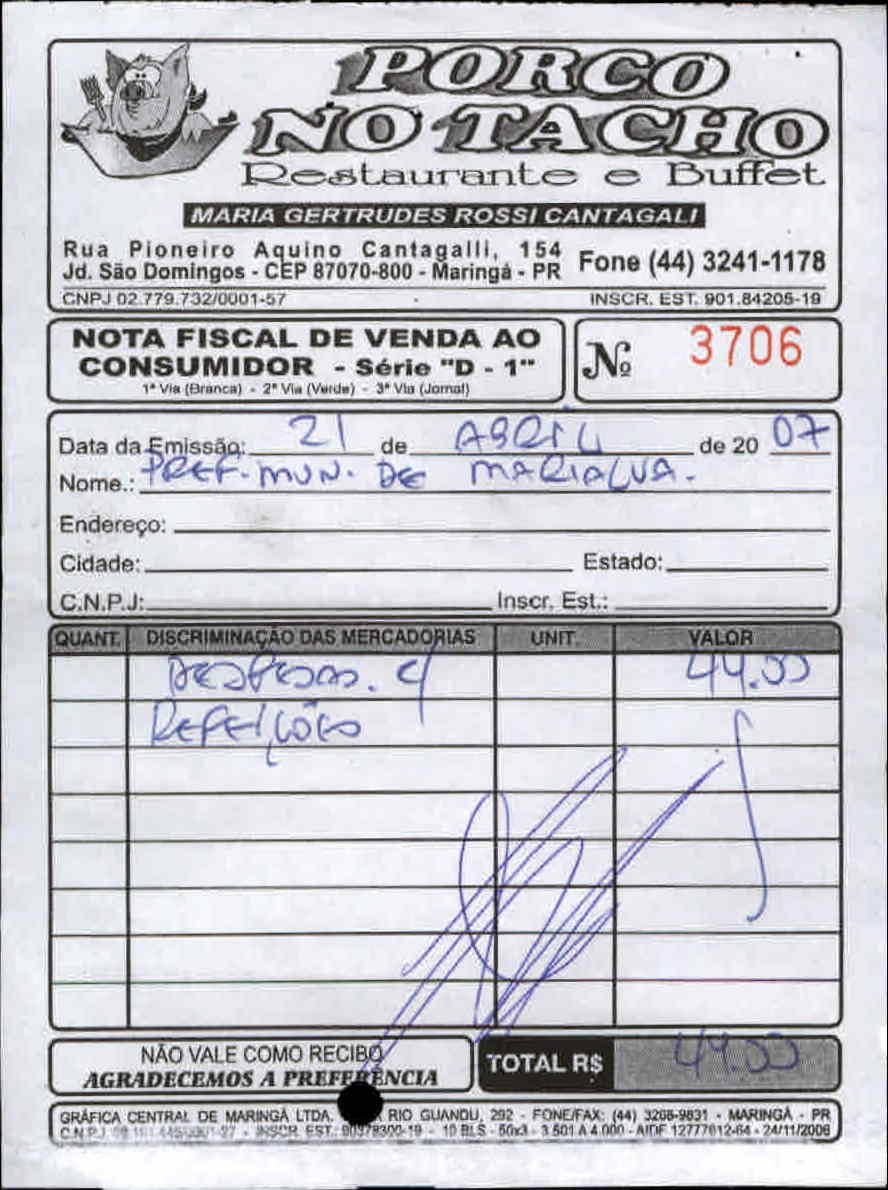 PORCO
NO TACHO
Restaurante e Buffet
MARIA GERTRUDES ROSSI CANTAGALI
Rua Pioneiro Aquino Cantagalli, 154
Jd. São Domingos - CEP 87070-800 - Maringá - PR
Fone (44) 3241-1178
CNPJ 02.779.732/0001-57
INSCR. EST. 901.84205-19
NOTA FISCAL DE VENDA AO
CONSUMIDOR - Série "D - 1"
1ª Via (Branca) - 2ª Via (Verde) - 3ª Via (Jornal)
Nº 3706
Data da Emissão: 21 de ABRIL de 20 07
Nome.: PREF. MUN. DE MARIALVA.
Endereço:
Cidade: Estado:
C.N.P.J: Inscr. Est.:
QUANT. DISCRIMINAÇÃO DAS MERCADORIAS UNIT. VALOR
DESPESAS. C/ 44.00
REFEIÇÕES
NÃO VALE COMO RECIBO
AGRADECEMOS A PREFERÊNCIA
TOTAL R$ 44.00
GRÁFICA CENTRAL DE MARINGÁ LTDA. RIO GUANDU, 292 - FONE/FAX: (44) 3268-9831 - MARINGÁ - PR
C.N.P.J. INSCR. EST.: 90378300-19 - 10 BLS - 50x3 - 3.501 A 4.000 - AIDF 12777612-64 - 24/11/2006